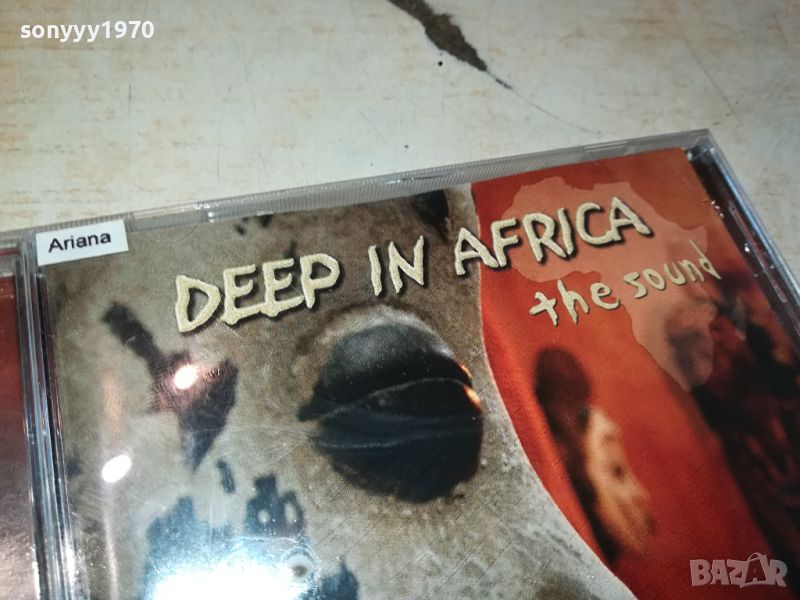 sonyyy1970
Ariana
DEEP IN AFRICA
the sound
BAZAR